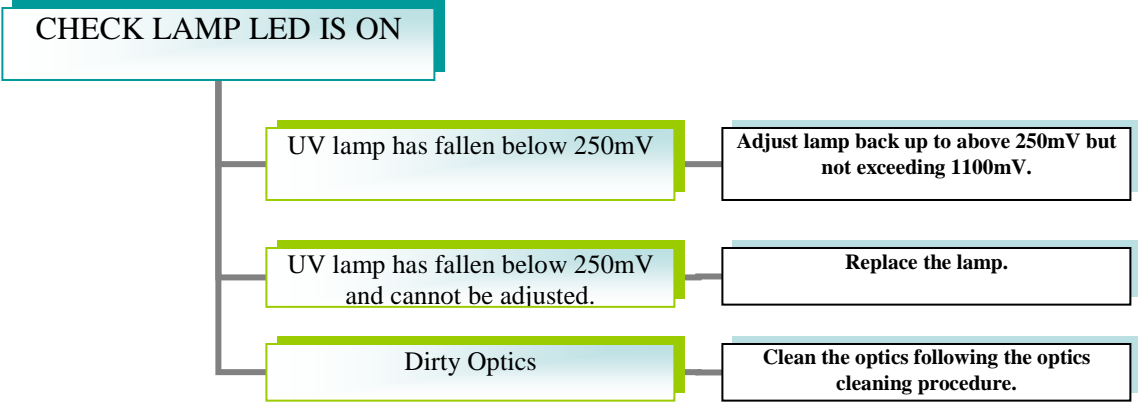 CHECK LAMP LED IS ON
UV lamp has fallen below 250mV
Adjust lamp back up to above 250mV but
not exceeding 1100mV.
UV lamp has fallen below 250mV
and cannot be adjusted.
Replace the lamp.
Dirty Optics
Clean the optics following the optics
cleaning procedure.